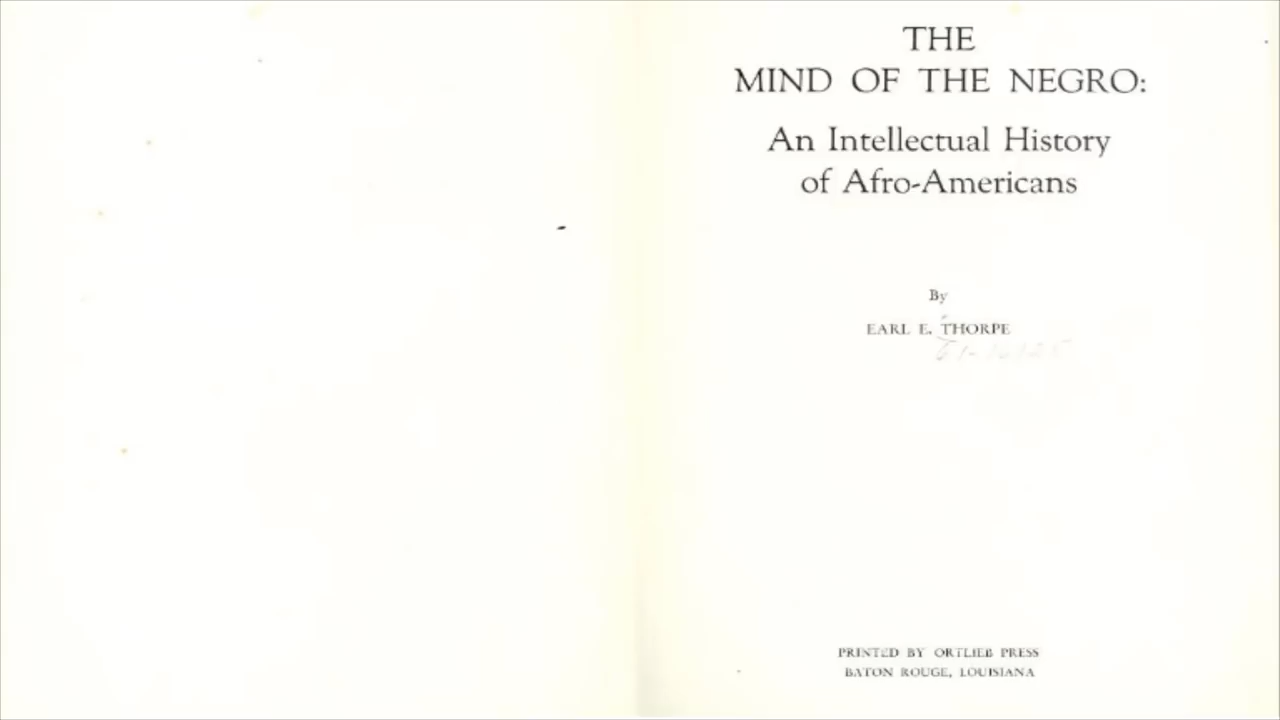 THE
MIND OF THE NEGRO:
An Intellectual History
of Afro-Americans
By
EARL E. THORPE
PRINTED BY ORTLIEB PRESS
BATON ROUGE, LOUISIANA